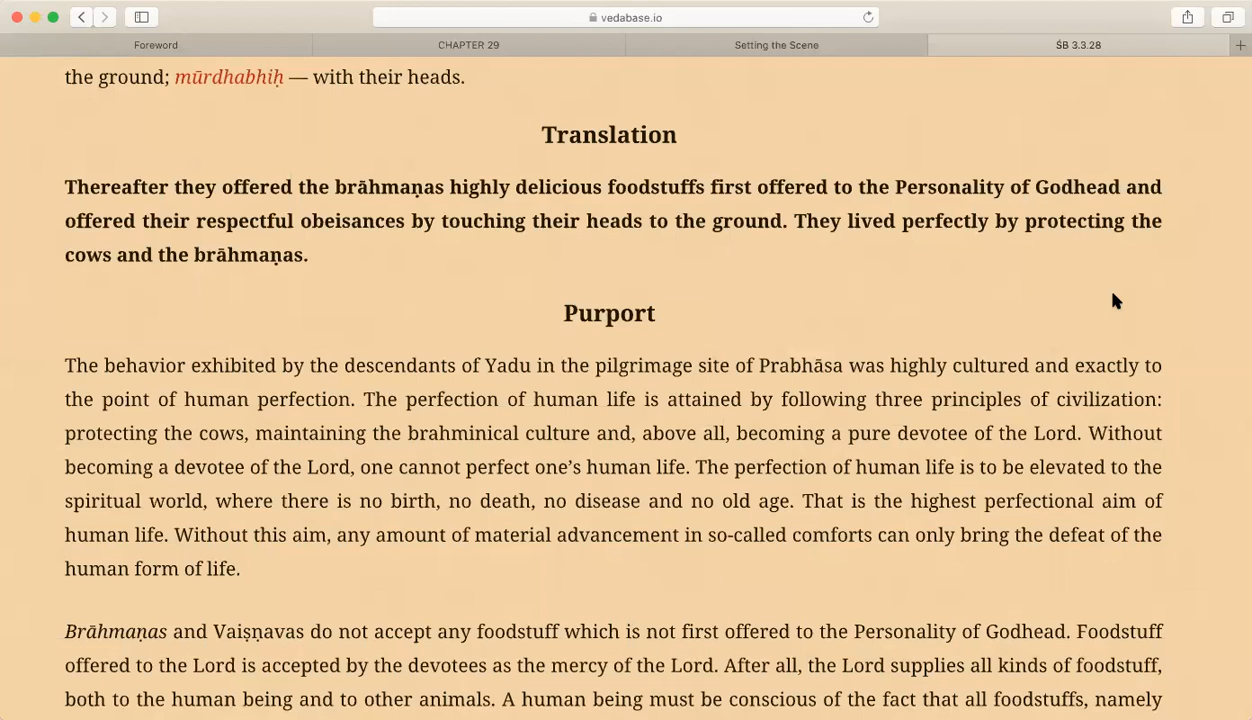 vedabase.io
Foreword
CHAPTER 29
Setting the Scene
ŚB 3.3.28
the ground; mūrdhabhiḥ — with their heads.
Translation
Thereafter they offered the brāhmaṇas highly delicious foodstuffs first offered to the Personality of Godhead and
offered their respectful obeisances by touching their heads to the ground. They lived perfectly by protecting the
cows and the brāhmaṇas.
Purport
The behavior exhibited by the descendants of Yadu in the pilgrimage site of Prabhāsa was highly cultured and exactly to
the point of human perfection. The perfection of human life is attained by following three principles of civilization:
protecting the cows, maintaining the brahminical culture and, above all, becoming a pure devotee of the Lord. Without
becoming a devotee of the Lord, one cannot perfect one’s human life. The perfection of human life is to be elevated to the
spiritual world, where there is no birth, no death, no disease and no old age. That is the highest perfectional aim of
human life. Without this aim, any amount of material advancement in so-called comforts can only bring the defeat of the
human form of life.
Brāhmaṇas and Vaiṣṇavas do not accept any foodstuff which is not first offered to the Personality of Godhead. Foodstuff
offered to the Lord is accepted by the devotees as the mercy of the Lord. After all, the Lord supplies all kinds of foodstuff,
both to the human being and to other animals. A human being must be conscious of the fact that all foodstuffs, namely